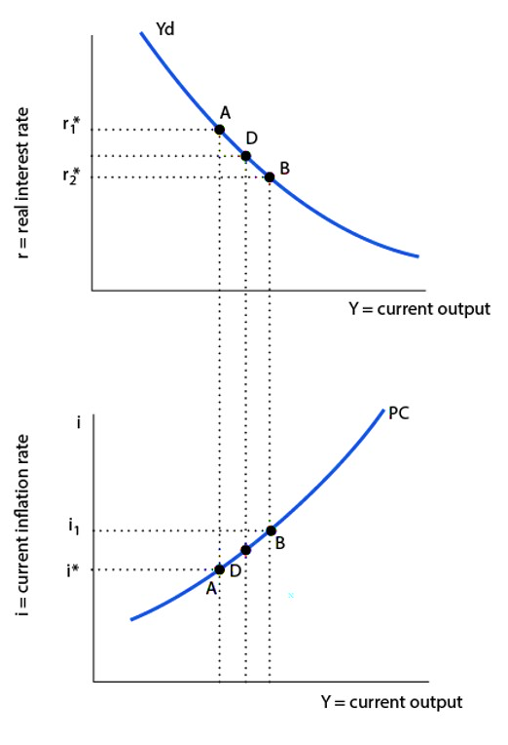 Yd
A
r1*
D
r2*
B
r = real interest rate
Y = current output
i
PC
i1
B
i*
D
A
i = current inflation rate
x
Y = current output